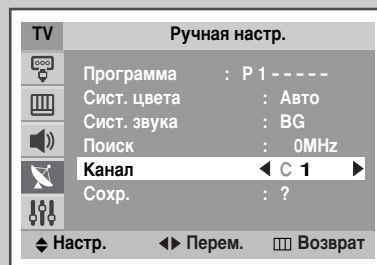 TV Ручная настр.
Программа : P 1 - - - - -
Сист. цвета : Авто
Сист. звука : BG
Поиск : 0MHz
Канал ◀ C 1 ▶
Сохр. : ?
Настр. Перем. Возврат